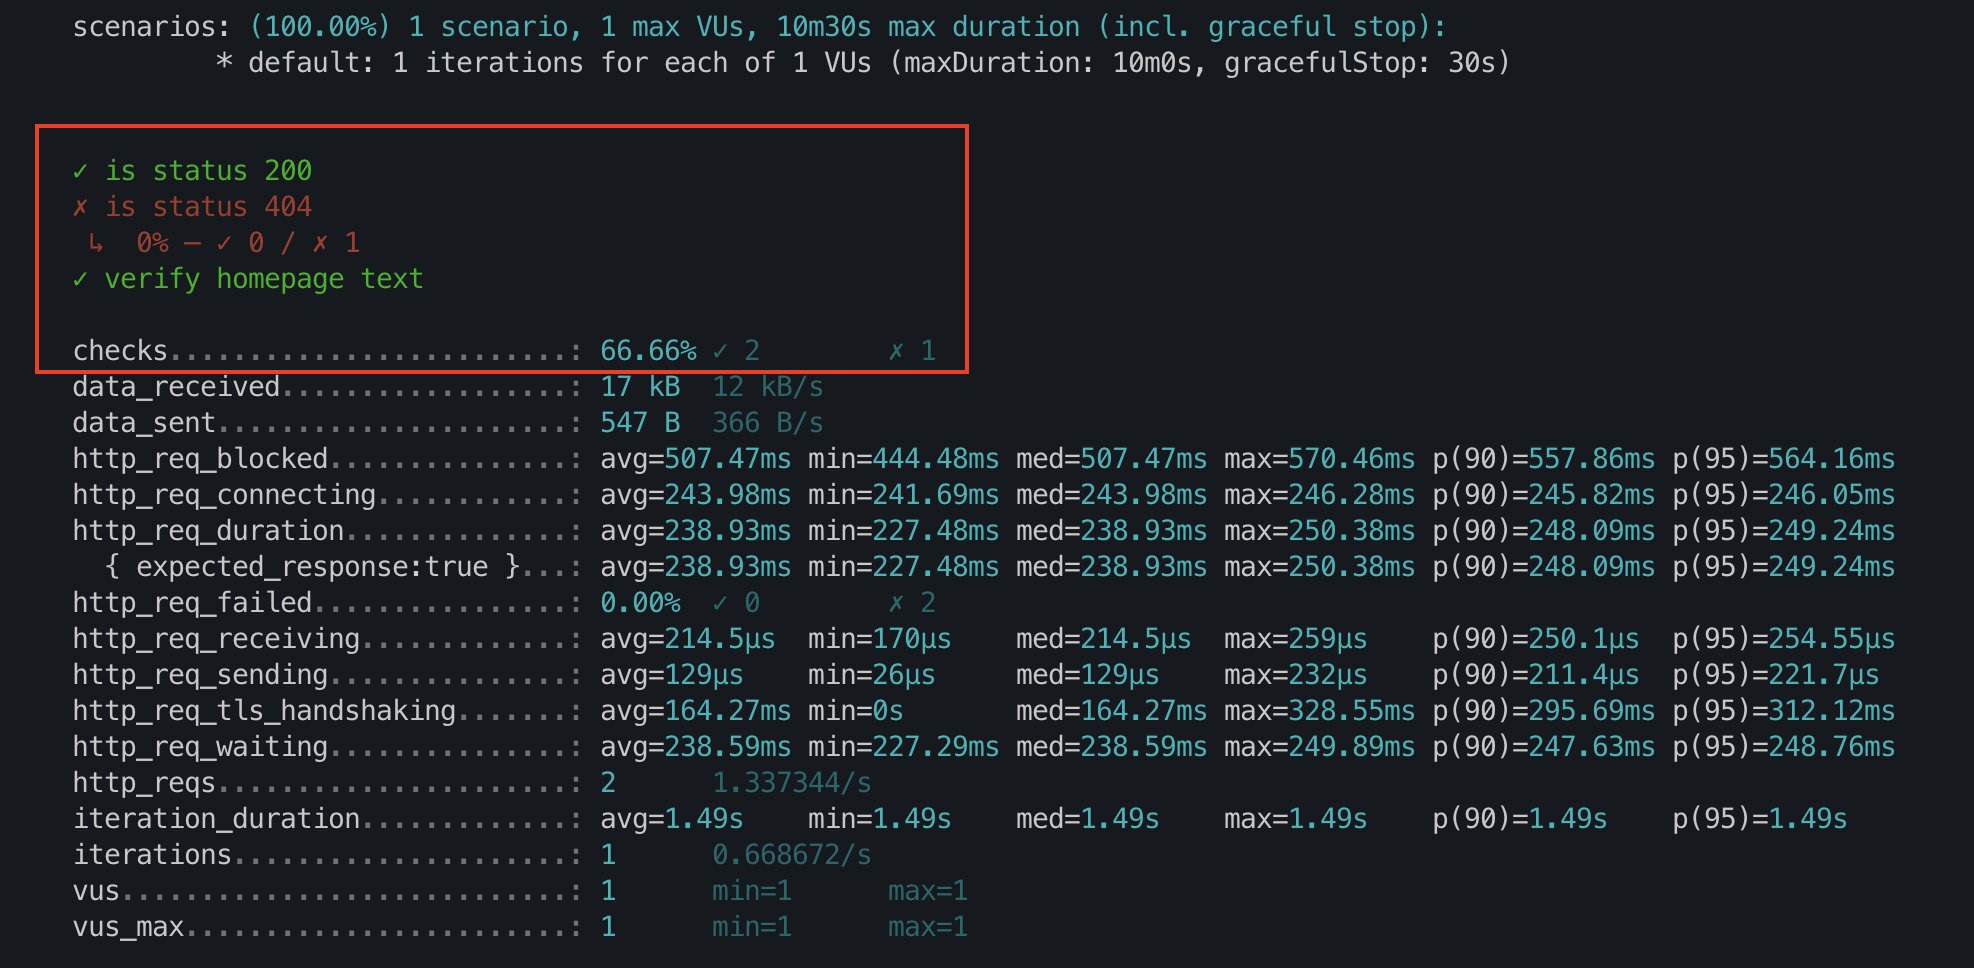 scenarios: (100.00%) 1 scenario, 1 max VUs, 10m30s max duration (incl. graceful stop):
* default: 1 iterations for each of 1 VUs (maxDuration: 10m0s, gracefulStop: 30s)
✓ is status 200
✗ is status 404
↳  0% — ✓ 0 / ✗ 1
✓ verify homepage text
checks.........................: 66.66% ✓ 2        ✗ 1
data_received..................: 17 kB  12 kB/s
data_sent......................: 547 B  366 B/s
http_req_blocked...............: avg=507.47ms min=444.48ms med=507.47ms max=570.46ms p(90)=557.86ms p(95)=564.16ms
http_req_connecting............: avg=243.98ms min=241.69ms med=243.98ms max=246.28ms p(90)=245.82ms p(95)=246.05ms
http_req_duration..............: avg=238.93ms min=227.48ms med=238.93ms max=250.38ms p(90)=248.09ms p(95)=249.24ms
{ expected_response:true }...: avg=238.93ms min=227.48ms med=238.93ms max=250.38ms p(90)=248.09ms p(95)=249.24ms
http_req_failed................: 0.00%  ✓ 0        ✗ 2
http_req_receiving.............: avg=214.5µs  min=170µs    med=214.5µs  max=259µs    p(90)=250.1µs  p(95)=254.55µs
http_req_sending...............: avg=129µs    min=26µs     med=129µs    max=232µs    p(90)=211.4µs  p(95)=221.7µs
http_req_tls_handshaking.......: avg=164.27ms min=0s       med=164.27ms max=328.55ms p(90)=295.69ms p(95)=312.12ms
http_req_waiting...............: avg=238.59ms min=227.29ms med=238.59ms max=249.89ms p(90)=247.63ms p(95)=248.76ms
http_reqs......................: 2      1.337344/s
iteration_duration.............: avg=1.49s    min=1.49s    med=1.49s    max=1.49s    p(90)=1.49s    p(95)=1.49s
iterations.....................: 1      0.668672/s
vus............................: 1      min=1      max=1
vus_max........................: 1      min=1      max=1